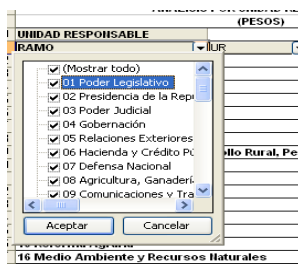 (PESOS)
UNIDAD RESPONSABLE
RAMO UR
(Mostrar todo)
01 Poder Legislativo
02 Presidencia de la Repu
03 Poder Judicial
04 Gobernación
05 Relaciones Exteriores
06 Hacienda y Crédito Pú
07 Defensa Nacional
08 Agricultura, Ganaderí
09 Comunicaciones y Tra
ollo Rural, Pe
Aceptar Cancelar
16 Medio Ambiente y Recursos Naturales